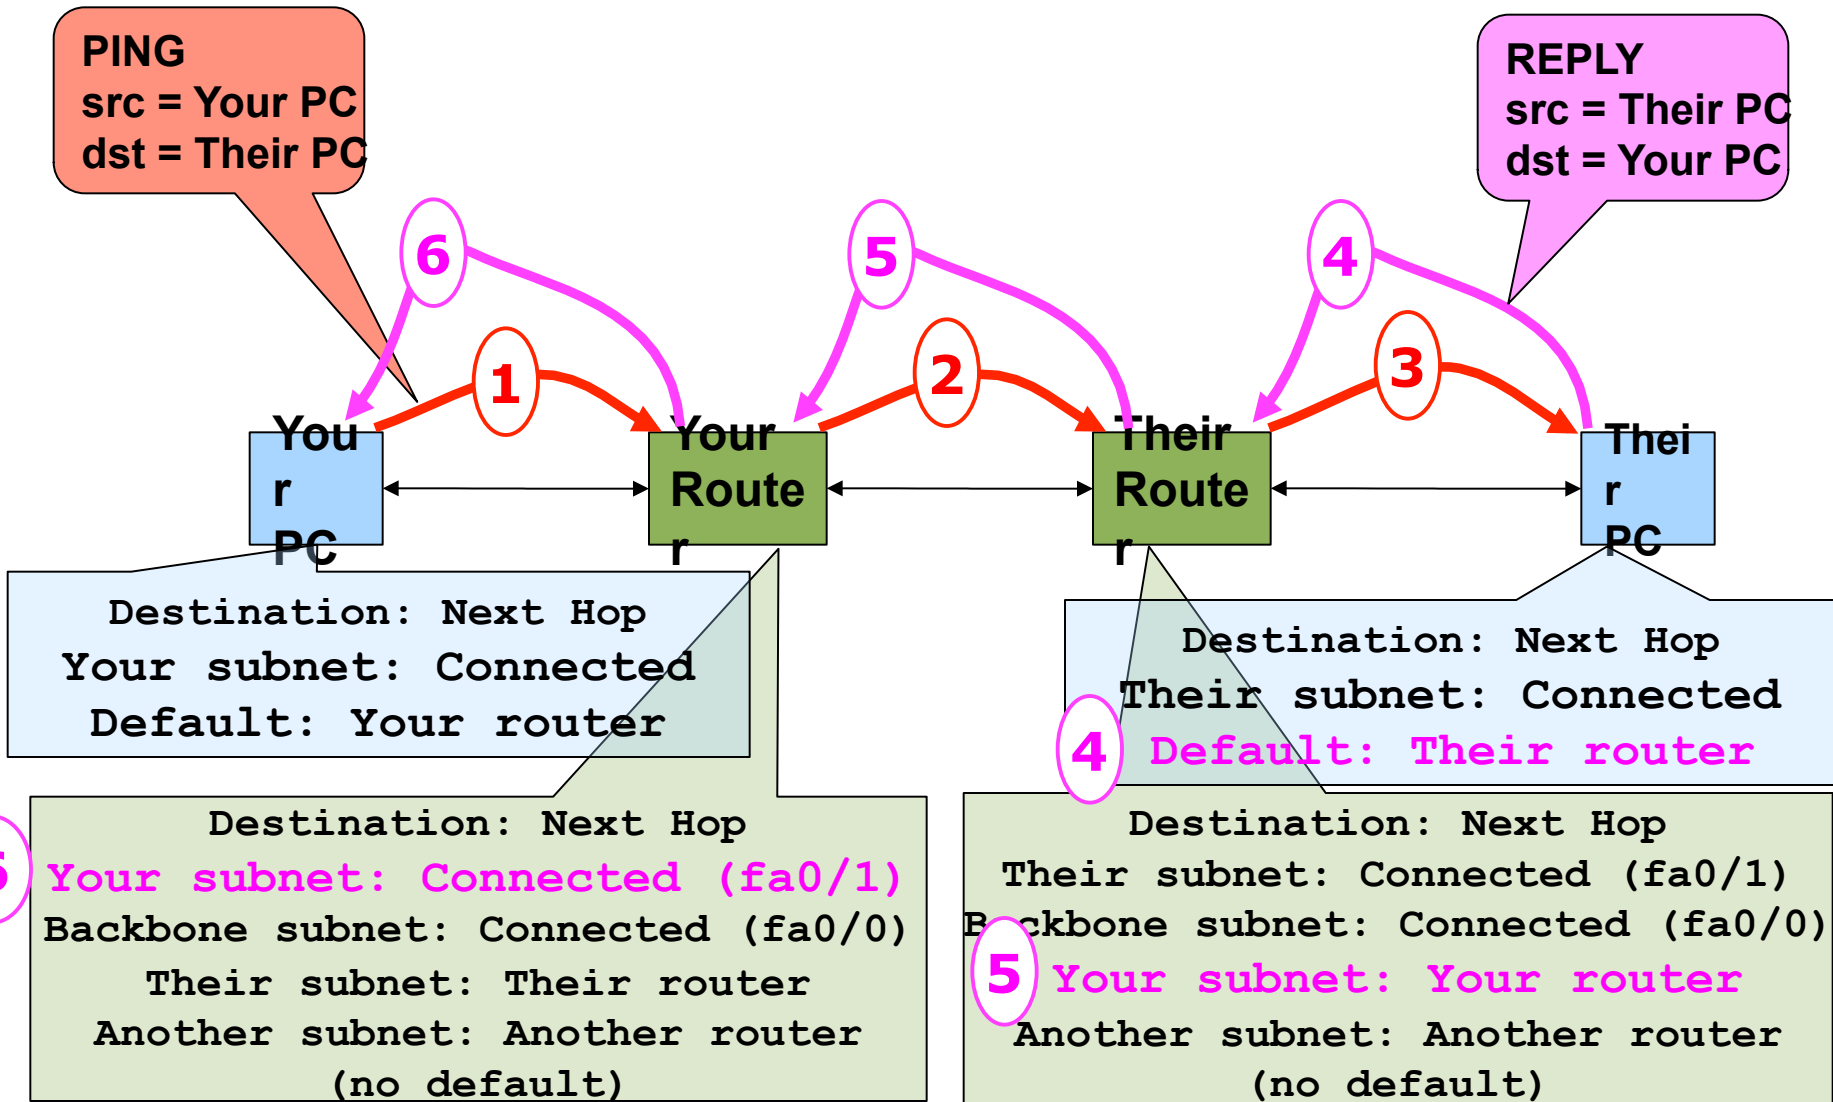 PING
src = Your PC
dst = Their PC
REPLY
src = Their PC
dst = Your PC
6
5
4
1
2
3
You
r
PC
Your
Route
r
Their
Route
r
Thei
r
PC
Destination: Next Hop
Your subnet: Connected
Default: Your router
Destination: Next Hop
Their subnet: Connected
4 Default: Their router
Destination: Next Hop
6 Your subnet: Connected (fa0/1)
Backbone subnet: Connected (fa0/0)
Their subnet: Their router
Another subnet: Another router
(no default)
Destination: Next Hop
Their subnet: Connected (fa0/1)
Backbone subnet: Connected (fa0/0)
5 Your subnet: Your router
Another subnet: Another router
(no default)